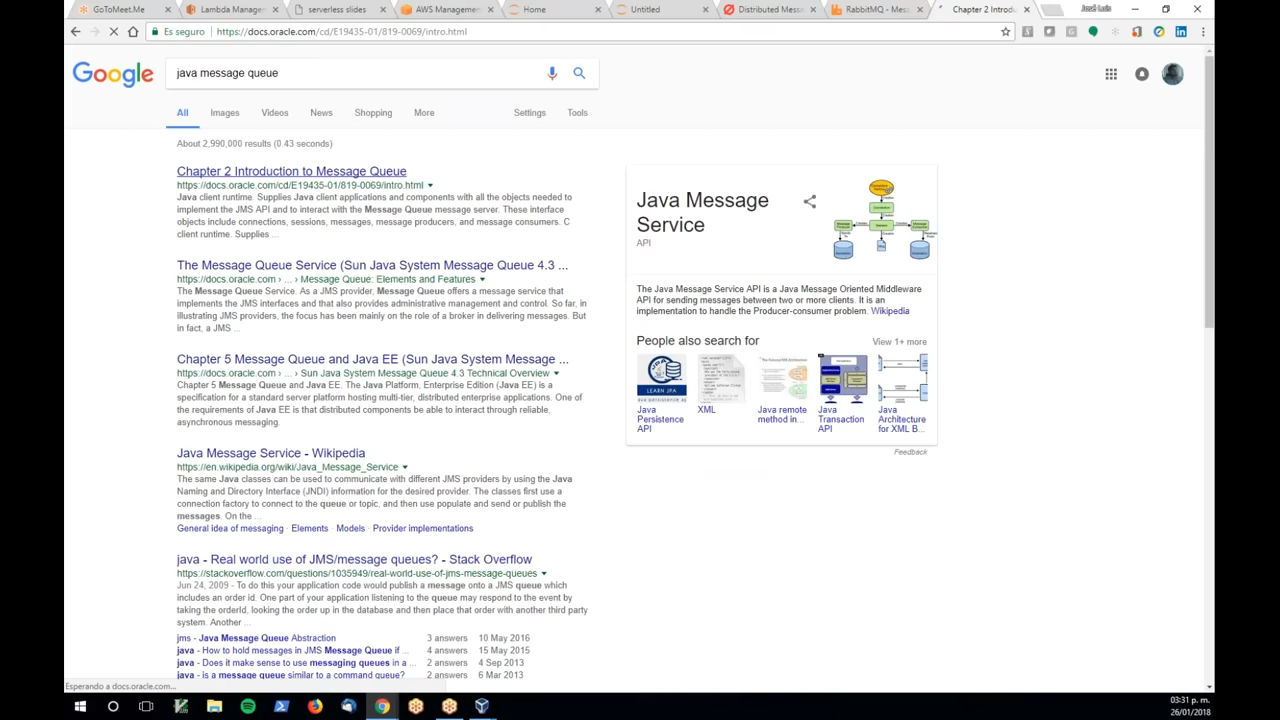 GoToMeet.Me
Lambda Manage
serverless slides
AWS Manageme
Home
Untitled
Distributed Mess
RabbitMQ - Mes
Chapter 2 Introdu
José Luis
Es seguro
https://docs.oracle.com/cd/E19435-01/819-0069/intro.html
Google
java message queue
All
Images
Videos
News
Shopping
More
Settings
Tools
About 2,990,000 results (0.43 seconds)
Chapter 2 Introduction to Message Queue
https://docs.oracle.com/cd/E19435-01/819-0069/intro.html
Java client runtime. Supplies Java client applications and components with all the objects needed to
implement the JMS API and to interact with the Message Queue message server. These interface
objects include connections, sessions, messages, message producers, and message consumers. C
client runtime. Supplies ...
The Message Queue Service (Sun Java System Message Queue 4.3 ...
https://docs.oracle.com › ... › Message Queue: Elements and Features
The Message Queue Service. As a JMS provider, Message Queue offers a message service that
implements the JMS interfaces and that also provides administrative management and control. So far, in
illustrating JMS providers, the focus has been mainly on the role of a broker in delivering messages. But
in fact, a JMS ...
Chapter 5 Message Queue and Java EE (Sun Java System Message ...
https://docs.oracle.com › ... › Sun Java System Message Queue 4.3 Technical Overview
Chapter 5 Message Queue and Java EE. The Java Platform, Enterprise Edition (Java EE) is a
specification for a standard server platform hosting multi-tier, distributed enterprise applications. One of
the requirements of Java EE is that distributed components be able to interact through reliable,
asynchronous messaging.
Java Message Service - Wikipedia
https://en.wikipedia.org/wiki/Java_Message_Service
The same Java classes can be used to communicate with different JMS providers by using the Java
Naming and Directory Interface (JNDI) information for the desired provider. The classes first use a
connection factory to connect to the queue or topic, and then use populate and send or publish the
messages. On the ...
General idea of messaging · Elements · Models · Provider implementations
java - Real world use of JMS/message queues? - Stack Overflow
https://stackoverflow.com/questions/1035949/real-world-use-of-jms-message-queues
Jun 24, 2009 - To do this your application code would publish a message onto a JMS queue which
includes an order id. One part of your application listening to the queue may respond to the event by
taking the orderId, looking the order up in the database and then place that order with another third party
system. Another ...
jms - Java Message Queue Abstraction 3 answers 10 May 2016
java - How to hold messages in JMS Message Queue if ... 4 answers 15 May 2015
java - Does it make sense to use messaging queues in a ... 2 answers 4 Sep 2013
java - is a message queue similar to a command queue? 2 answers 6 Mar 2013
Java Message
Service
API
The Java Message Service API is a Java Message Oriented Middleware
API for sending messages between two or more clients. It is an
implementation to handle the Producer-consumer problem. Wikipedia
People also search for
View 1+ more
LEARN JPA
Java
Persistence
API
XML
Java remote
method in...
Java
Transaction
API
Java
Architecture
for XML B...
Feedback
Esperando a docs.oracle.com...
03:31 p. m.
26/01/2018